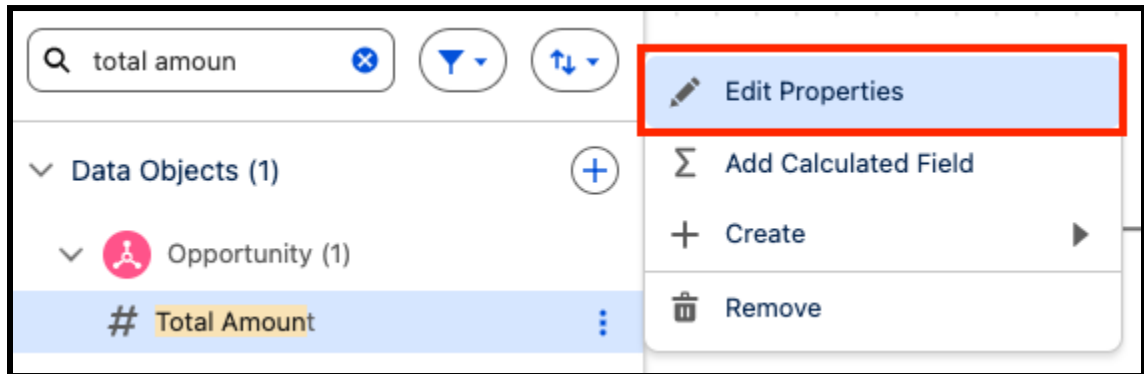 total amoun
Data Objects (1)
Opportunity (1)
# Total Amount
Edit Properties
Σ Add Calculated Field
Create
Remove